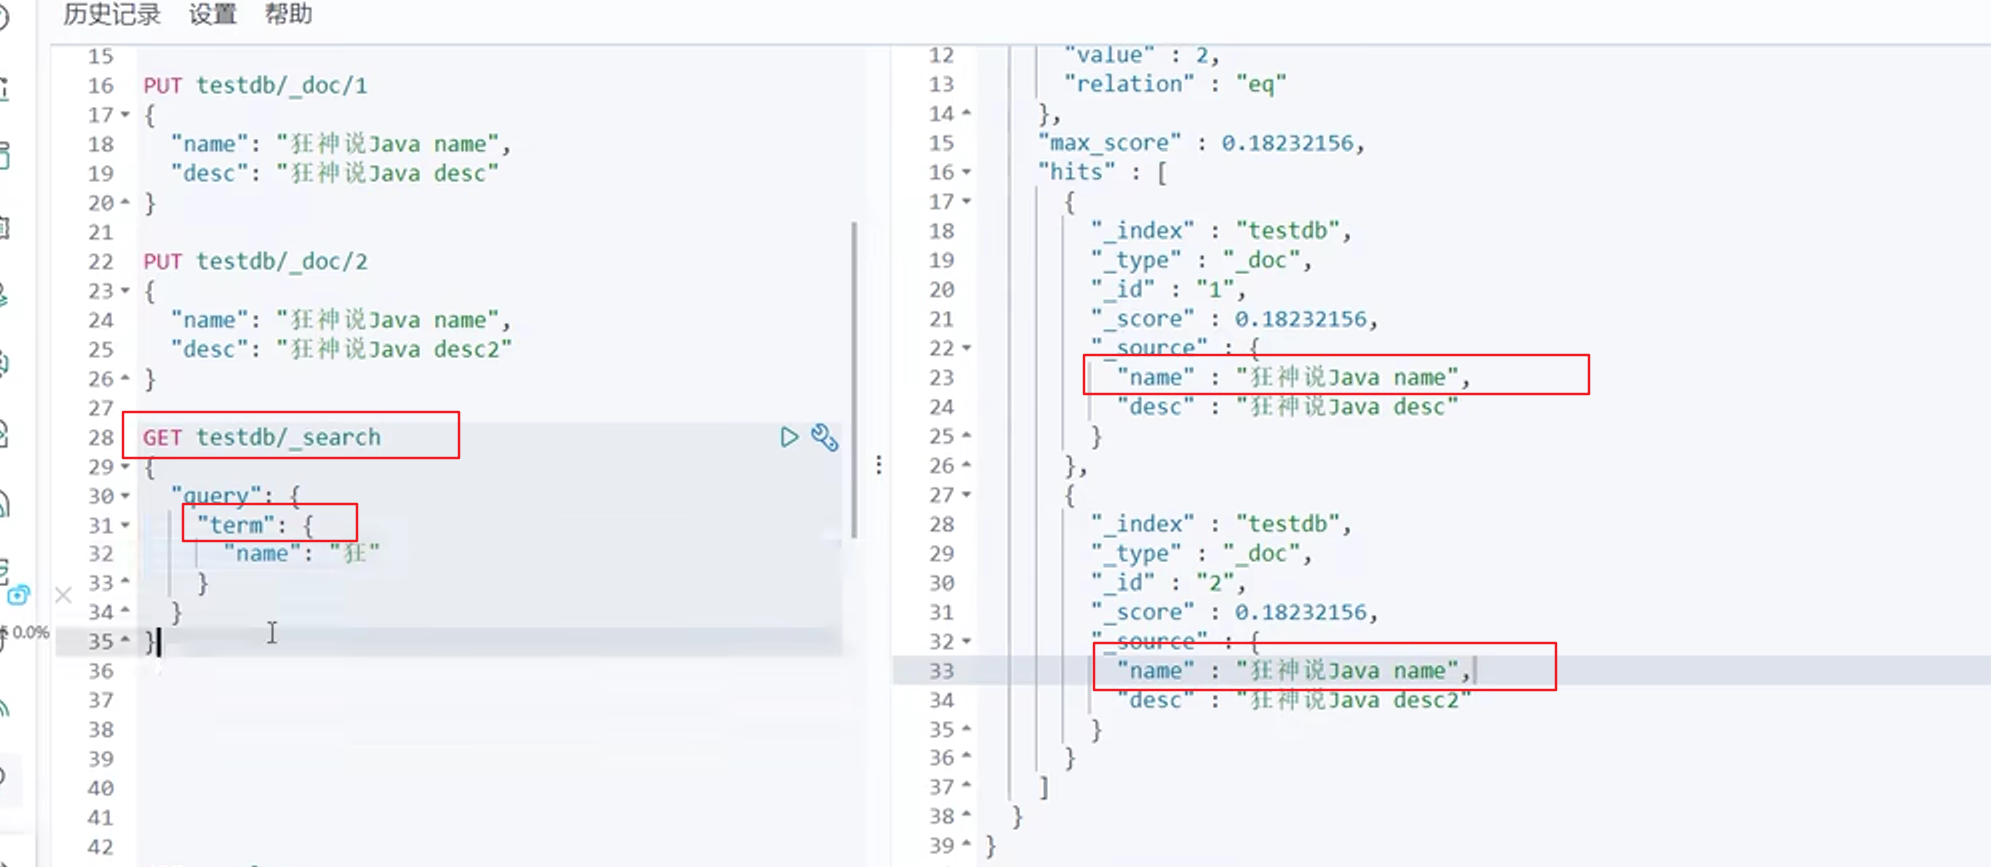 历史记录 设置 帮助
15
16 PUT testdb/_doc/1
17 {
18 "name": "狂神说Java name",
19 "desc": "狂神说Java desc"
20 }
21
22 PUT testdb/_doc/2
23 {
24 "name": "狂神说Java name",
25 "desc": "狂神说Java desc2"
26 }
27
28 GET testdb/_search
29 {
30 "query": {
31 "term": {
32 "name": "狂"
33 }
34 }
35 }
36
37
38
39
40
41
42
0.0%
12 "value" : 2,
13 "relation" : "eq"
14 },
15 "max_score" : 0.18232156,
16 "hits" : [
17 {
18 "_index" : "testdb",
19 "_type" : "_doc",
20 "_id" : "1",
21 "_score" : 0.18232156,
22 "_source" : {
23 "name" : "狂神说Java name",
24 "desc" : "狂神说Java desc"
25 }
26 },
27 {
28 "_index" : "testdb",
29 "_type" : "_doc",
30 "_id" : "2",
31 "_score" : 0.18232156,
32 "_source" : {
33 "name" : "狂神说Java name",
34 "desc" : "狂神说Java desc2"
35 }
36 }
37 ]
38 }
39 }